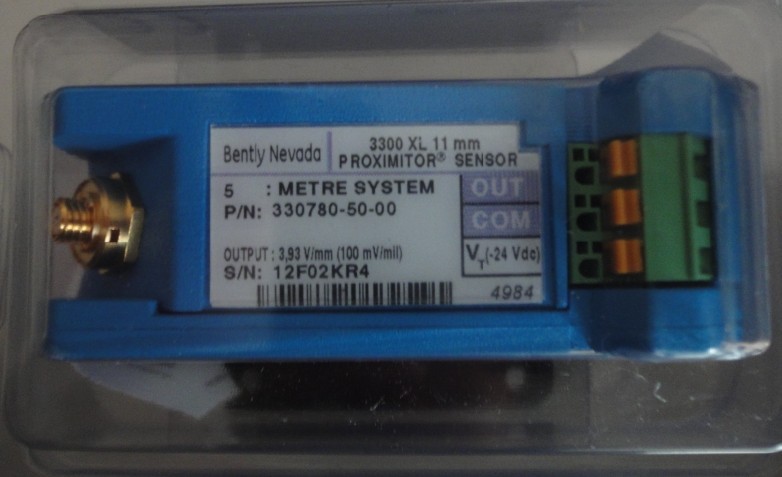 Bently Nevada
3300 XL 11 mm
PROXIMITOR® SENSOR
5 : METRE SYSTEM
P/N: 330780-50-00
OUT
COM
OUTPUT : 3,93 V/mm (100 mV/mil)
VT(-24 Vdc)
S/N: 12F02KR4
4984